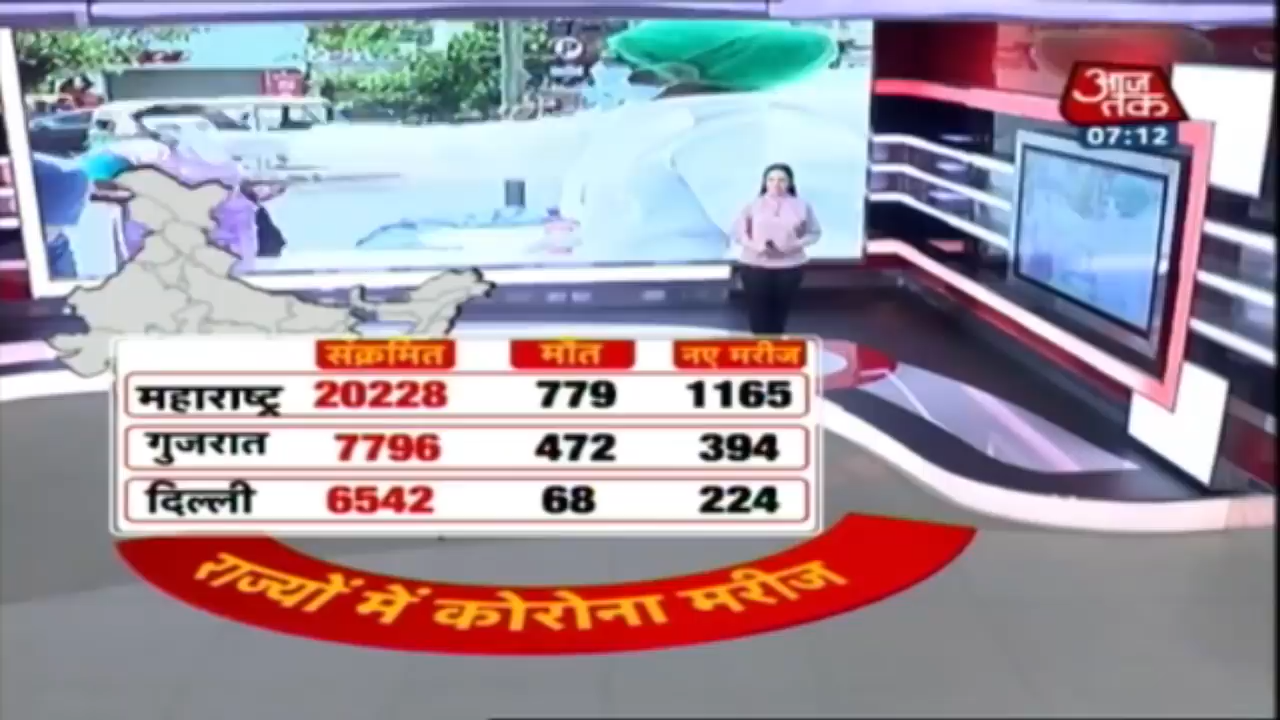 आज
तक
07:12
संक्रमित मौत नए मरीज
महाराष्ट्र 20228 779 1165
गुजरात 7796 472 394
दिल्ली 6542 68 224
राज्यों में कोरोना मरीज